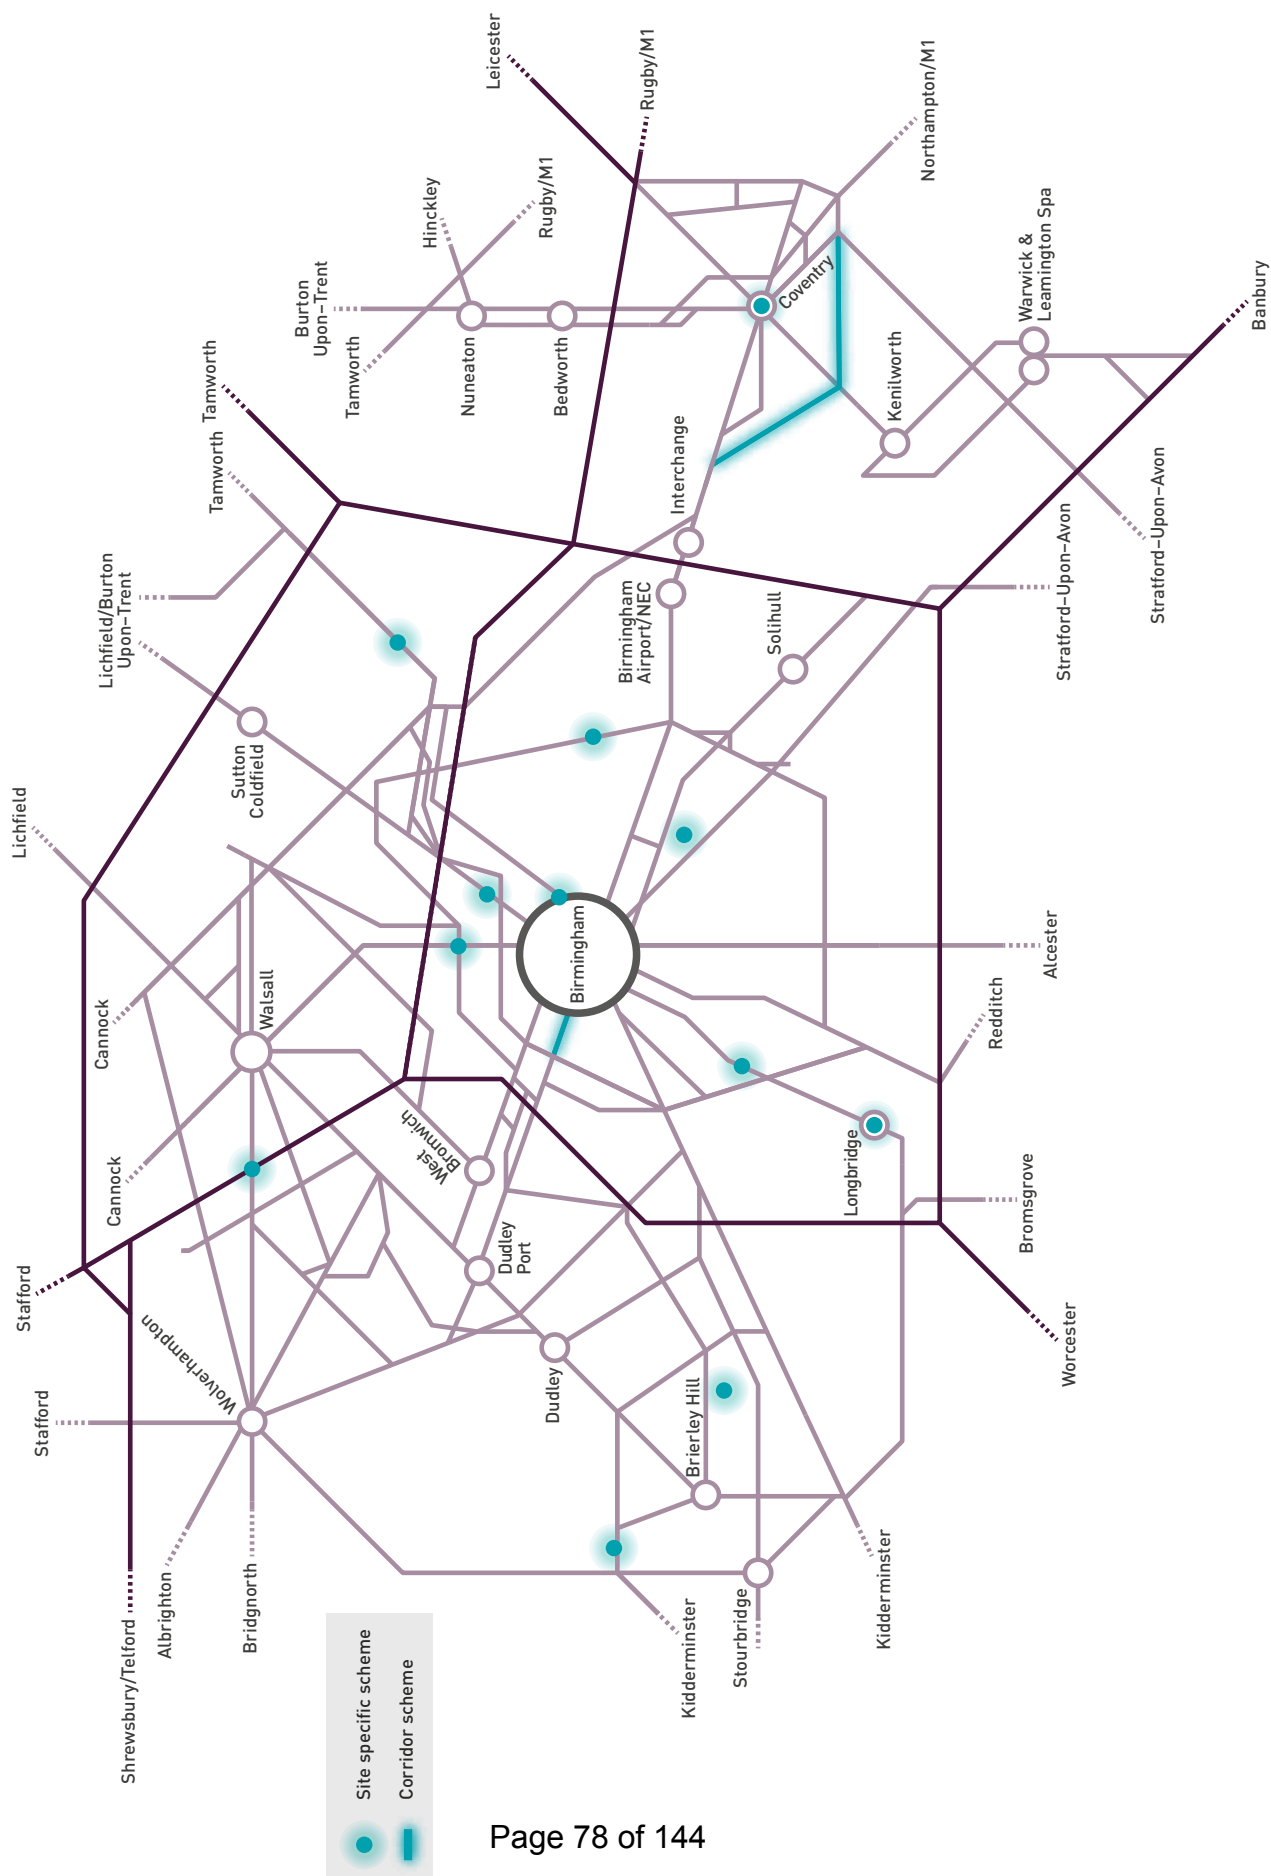 Leicester
Rugby/M1
Northampton/M1
Hinckley
Rugby/M1
Burton
Upon-Trent
Tamworth
Nuneaton
Bedworth
Coventry
Warwick &
Leamington Spa
Kenilworth
Banbury
Tamworth
Tamworth
Lichfield/Burton
Upon-Trent
Interchange
Birmingham
Airport/NEC
Solihull
Stratford-Upon-Avon
Stratford-Upon-Avon
Sutton
Coldfield
Lichfield
Cannock
Walsall
Birmingham
Alcester
Redditch
Cannock
West
Bromwich
Longbridge
Bromsgrove
Stafford
Wolverhampton
Dudley
Port
Worcester
Stafford
Dudley
Brierley Hill
Shrewsbury/Telford
Albrighton
Bridgnorth
Kidderminster
Stourbridge
Kidderminster
Site specific scheme
Corridor scheme
Page 78 of 144